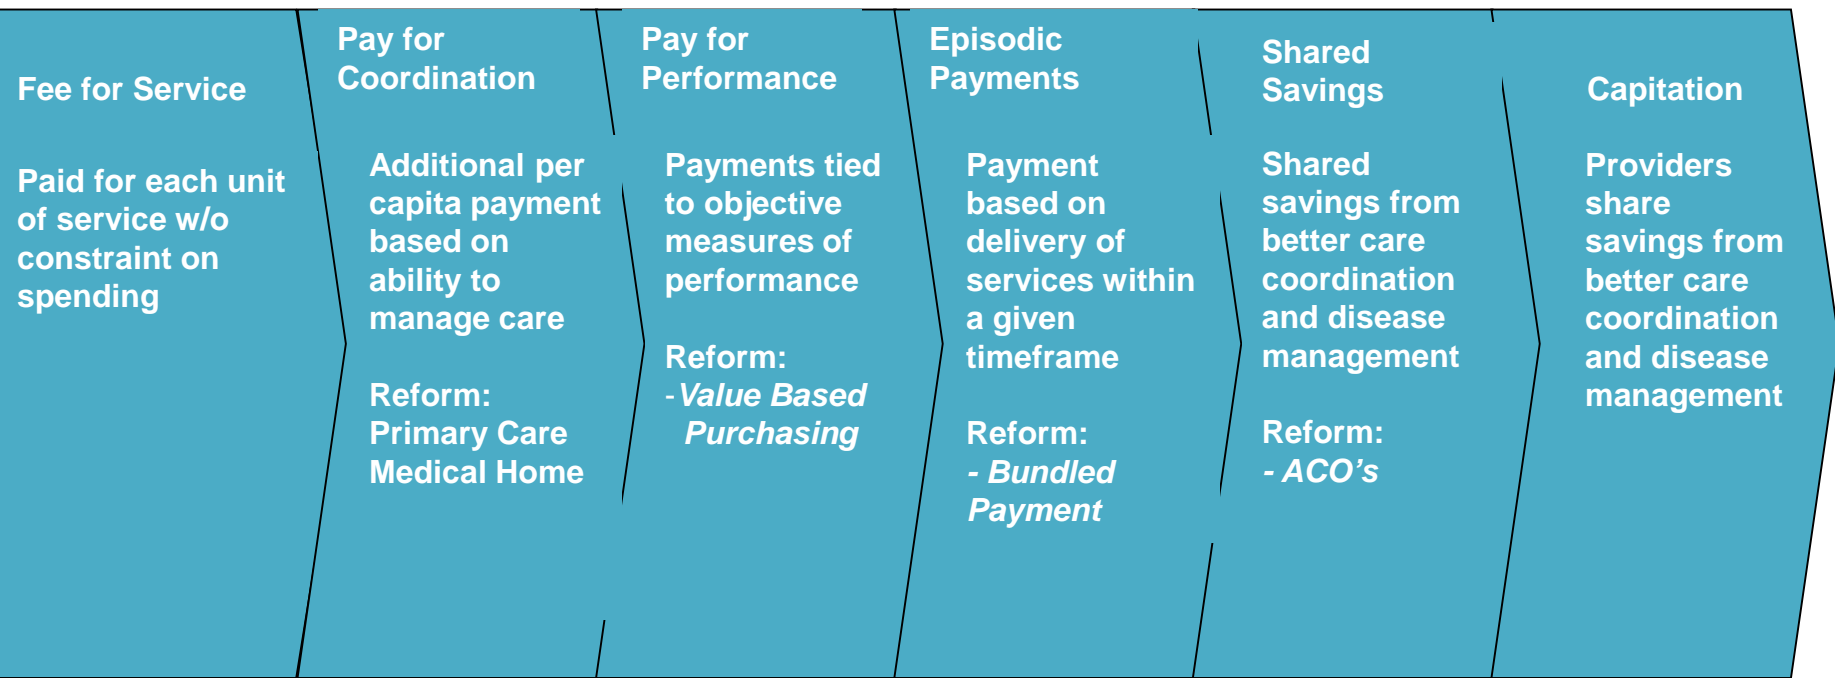 Fee for Service
Paid for each unit
of service w/o
constraint on
spending
Pay for
Coordination
Additional per
capita payment
based on
ability to
manage care
Reform:
Primary Care
Medical Home
Pay for
Performance
Payments tied
to objective
measures of
performance
Reform:
-Value Based
Purchasing
Episodic
Payments
Payment
based on
delivery of
services within
a given
timeframe
Reform:
- Bundled
Payment
Shared
Savings
Shared
savings from
better care
coordination
and disease
management
Reform:
- ACO’s
Capitation
Providers
share
savings from
better care
coordination
and disease
management